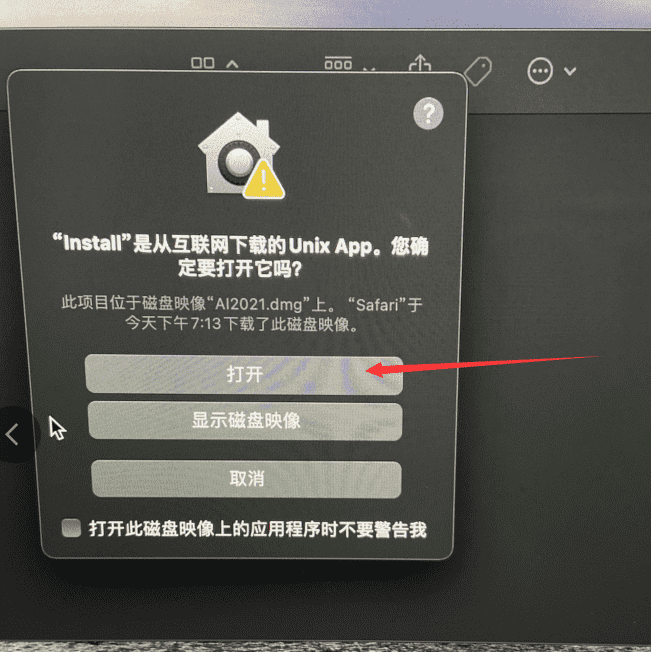 ?
“Install”是从互联网下载的Unix App。您确
定要打开它吗？
此项目位于磁盘映像“AI2021.dmg”上。“Safari”于
今天下午7:13下载了此磁盘映像。
打开
显示磁盘映像
取消
打开此磁盘映像上的应用程序时不要警告我